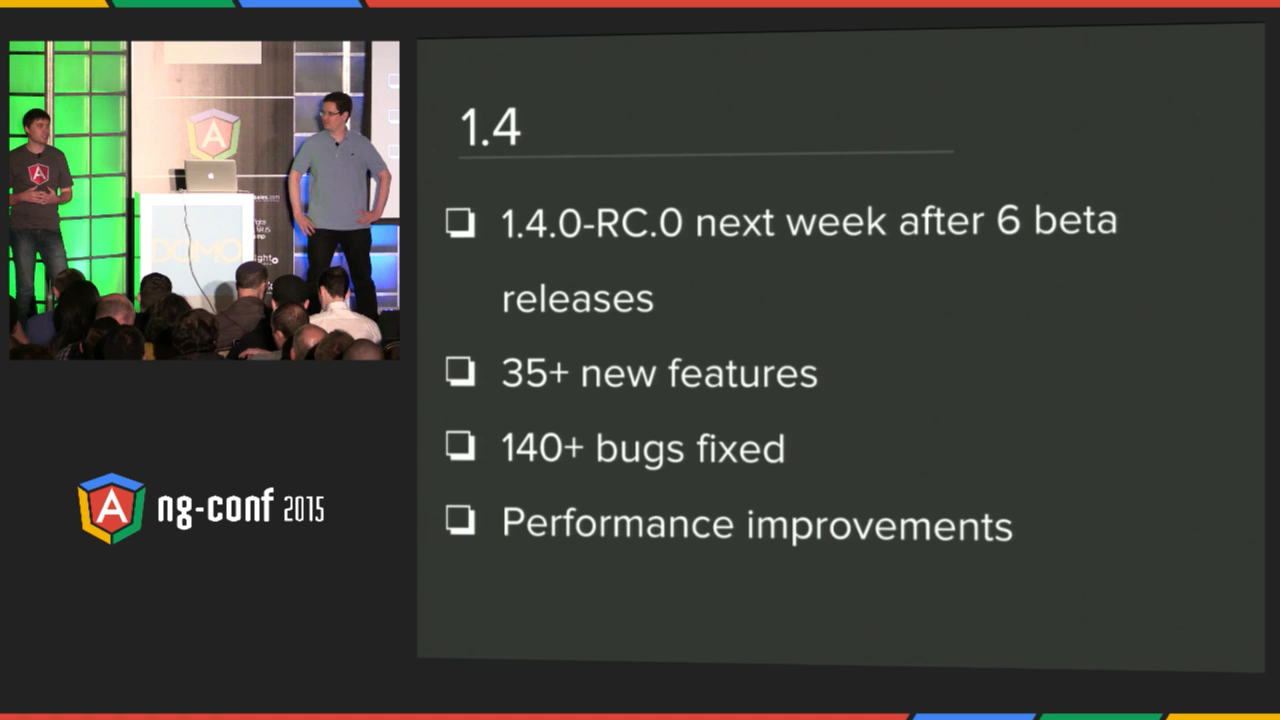 1.4
1.4.0-RC.0 next week after 6 beta
releases
35+ new features
140+ bugs fixed
Performance improvements
A
DOMO
A
ng-conf 2015